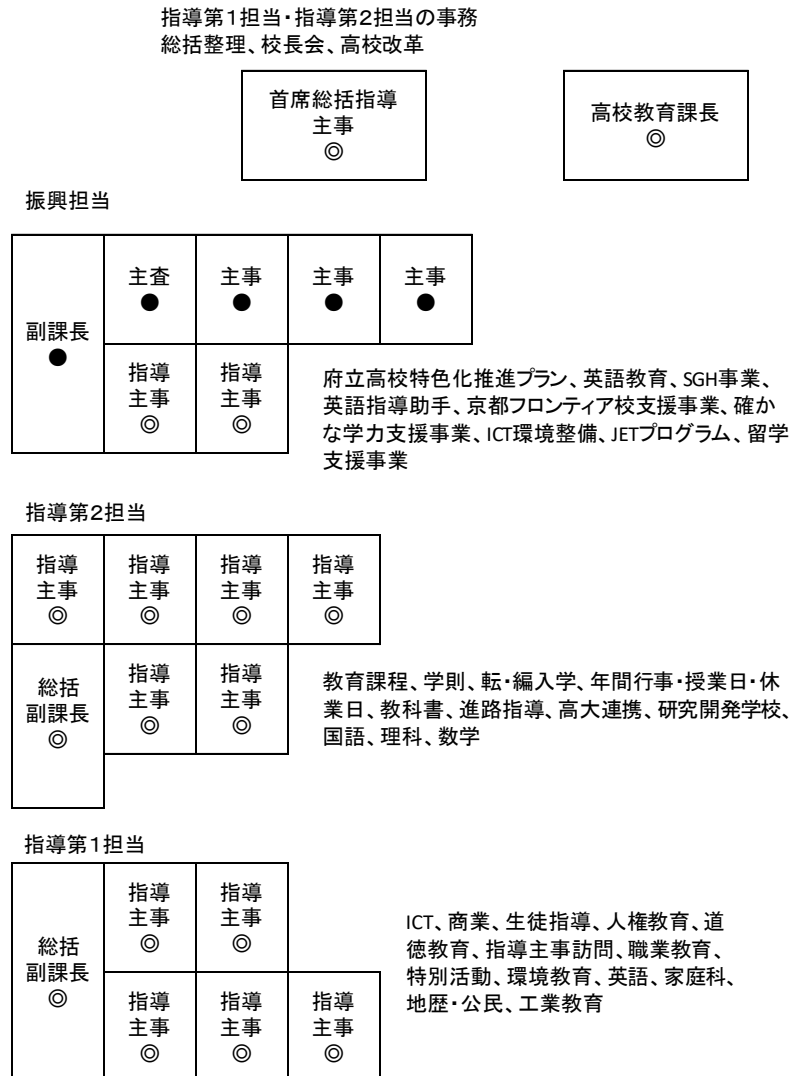 指導第１担当・指導第２担当の事務
総括整理、校長会、高校改革
首席総括指導
主事
◎
高校教育課長
◎
振興担当
副課長
●
主査
●
主事
●
主事
●
主事
●
指導
主事
◎
指導
主事
◎
府立高校特色化推進プラン、英語教育、SGH事業、
英語指導助手、京都フロンティア校支援事業、確か
な学力支援事業、ICT環境整備、JETプログラム、留学
支援事業
指導第２担当
指導
主事
◎
指導
主事
◎
指導
主事
◎
指導
主事
◎
総括
副課長
◎
指導
主事
◎
指導
主事
◎
教育課程、学則、転・編入学、年間行事・授業日・休
業日、教科書、進路指導、高大連携、研究開発学校、
国語、理科、数学
指導第１担当
総括
副課長
◎
指導
主事
◎
指導
主事
◎
指導
主事
◎
指導
主事
◎
指導
主事
◎
ICT、商業、生徒指導、人権教育、道
徳教育、指導主事訪問、職業教育、
特別活動、環境教育、英語、家庭科、
地歴・公民、工業教育